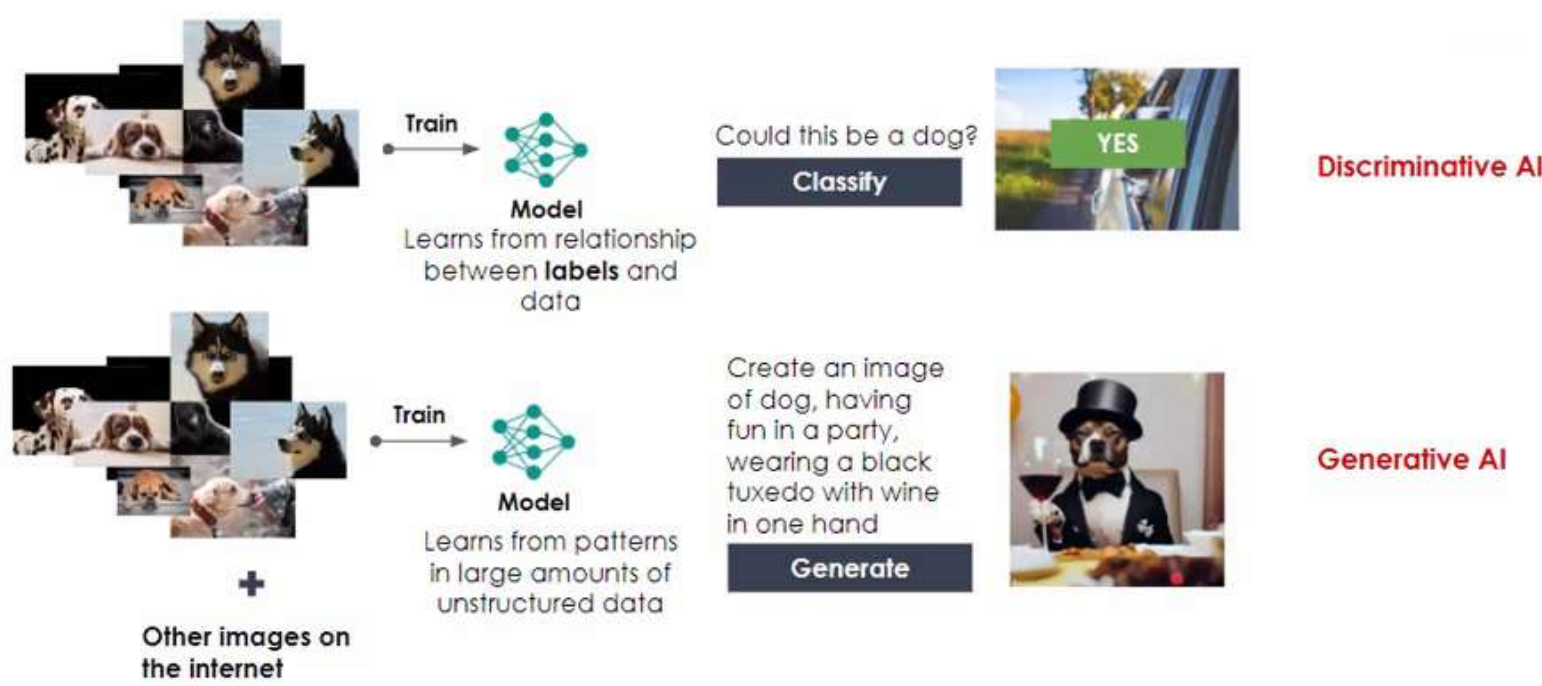 Train
Model
Learns from relationship
between labels and
data
Could this be a dog?
Classify
YES
Discriminative AI
Train
Model
Learns from patterns
in large amounts of
unstructured data
+
Other images on
the internet
Create an image
of dog, having
fun in a party,
wearing a black
tuxedo with wine
in one hand
Generate
Generative AI